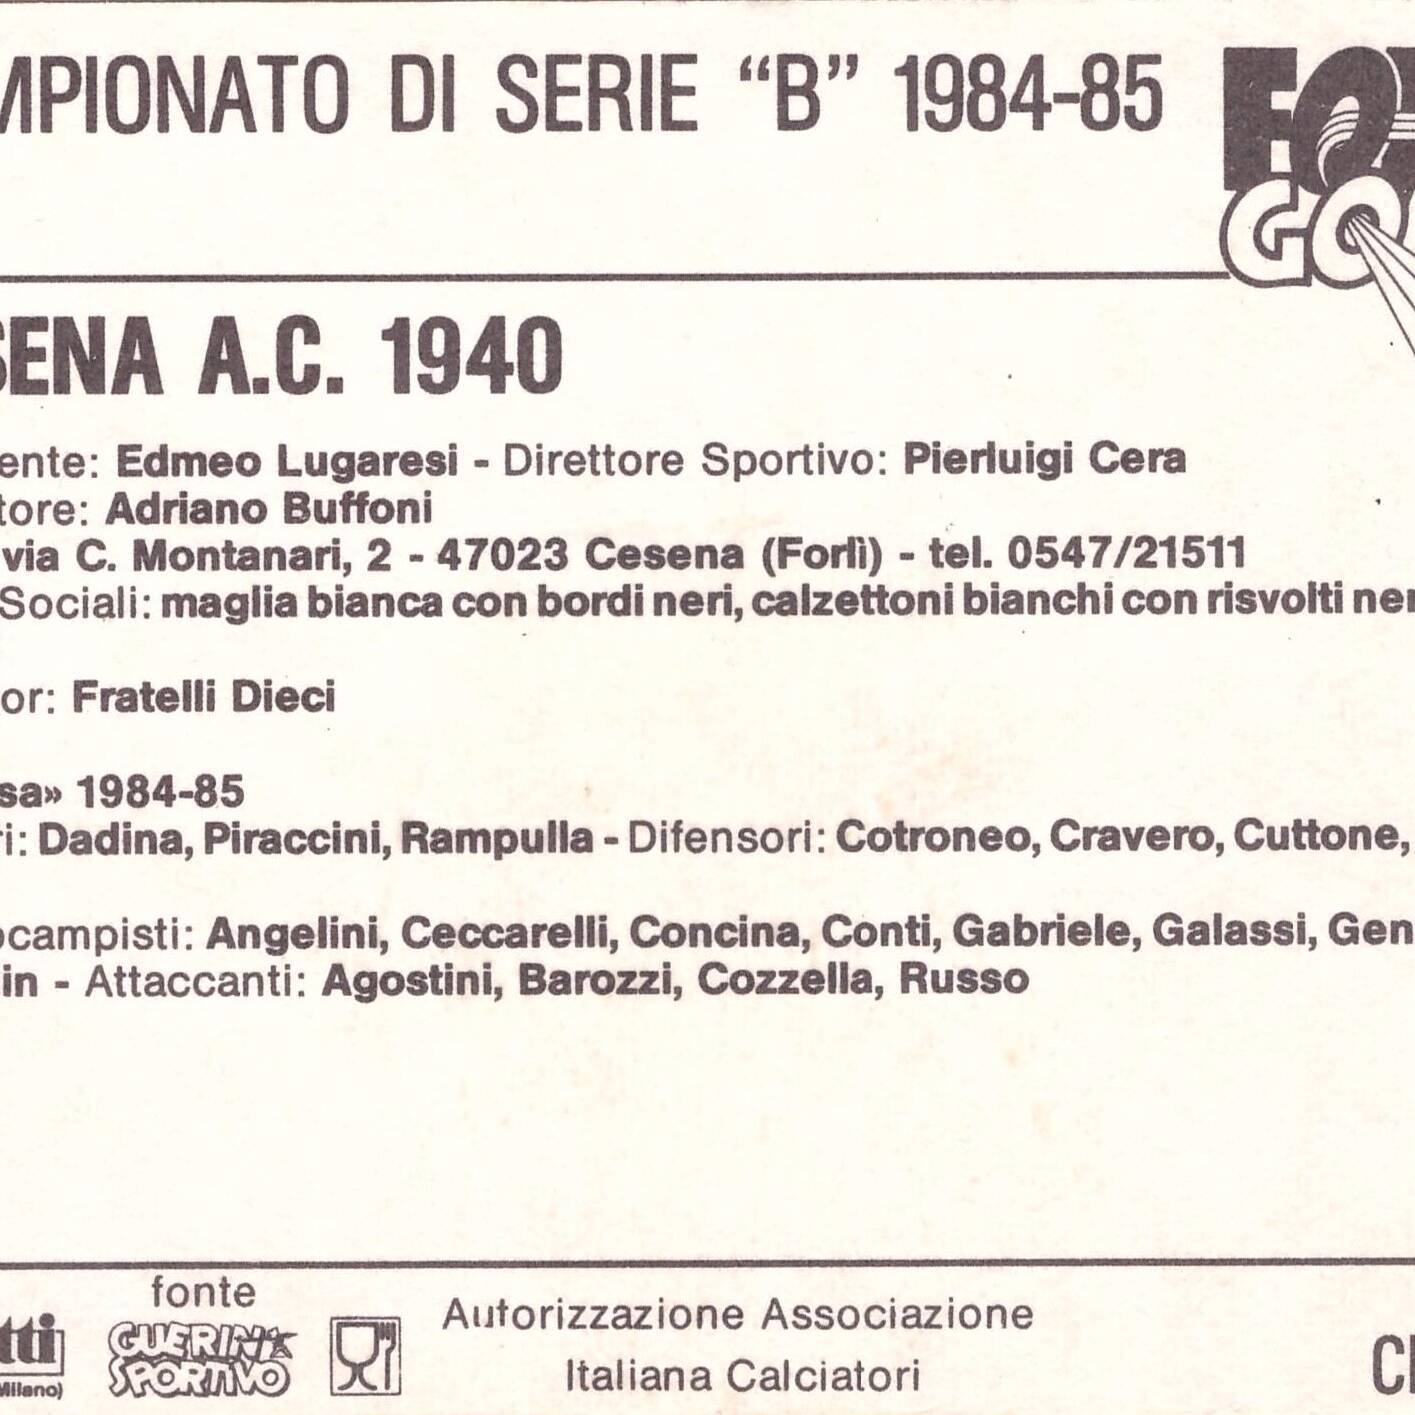 MPIONATO DI SERIE “B” 1984-85
SENA A.C. 1940
ente: Edmeo Lugaresi - Direttore Sportivo: Pierluigi Cera
tore: Adriano Buffoni
via C. Montanari, 2 - 47023 Cesena (Forlì) - tel. 0547/21511
Sociali: maglia bianca con bordi neri, calzettoni bianchi con risvolti ner
or: Fratelli Dieci
sa» 1984-85
ri: Dadina, Piraccini, Rampulla - Difensori: Cotroneo, Cravero, Cuttone,
ocampisti: Angelini, Ceccarelli, Concina, Conti, Gabriele, Galassi, Gen
in - Attaccanti: Agostini, Barozzi, Cozzella, Russo
fonte
tti
Milano)
GUERIN
SPORTIVO
Autorizzazione Associazione
Italiana Calciatori